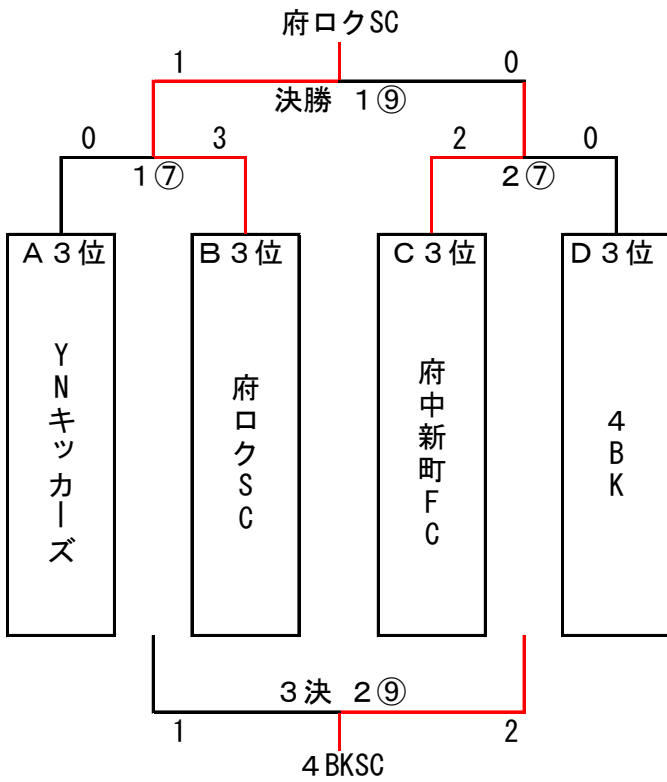 府ロクSC
1 0
決勝 1⑨
0 3 2 0
1⑦ 2⑦
A3位 B3位 C3位 D3位
YNキッカーズ
府ロクSC
府中新町FC
4BK
3決 2⑨
1 2
4BKSC